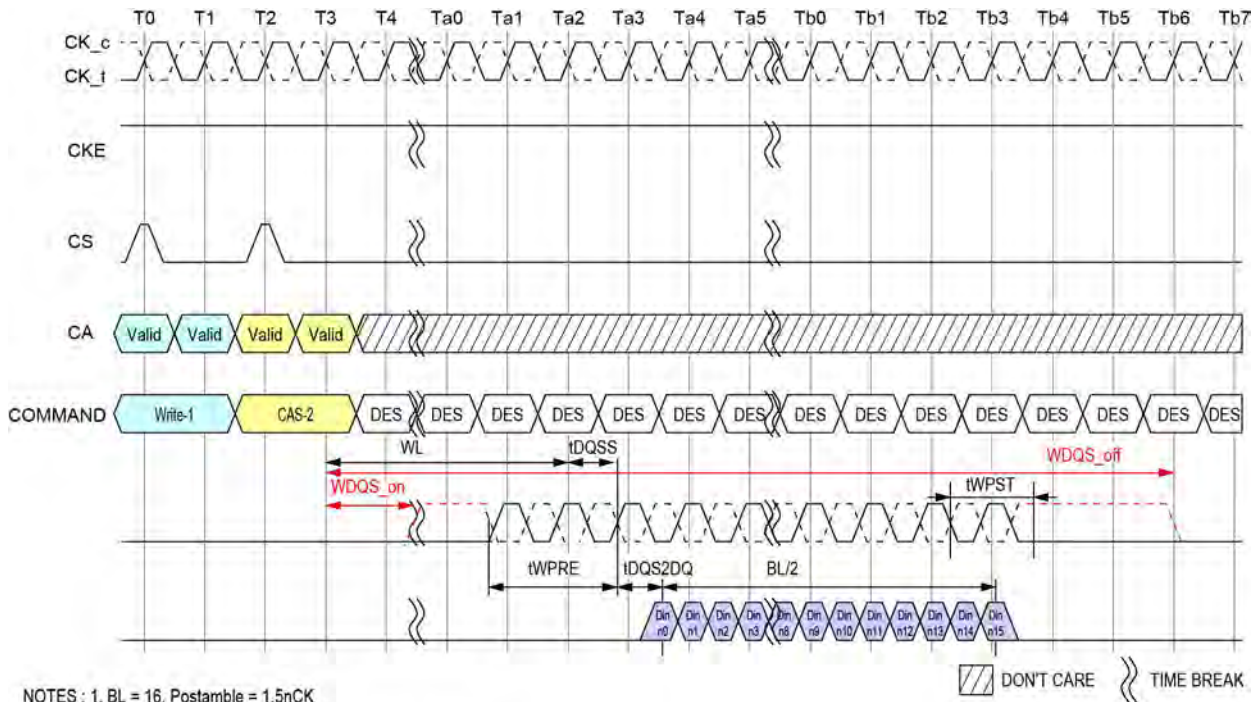 T0 T1 T2 T3 T4 Ta0 Ta1 Ta2 Ta3 Ta4 Ta5 Tb0 Tb1 Tb2 Tb3 Tb4 Tb5 Tb6 Tb7
CK_c
CK_t
CKE
CS
CA Valid Valid Valid Valid
COMMAND Write-1 CAS-2 DES DES DES DES DES DES DES DES DES DES DES DES DES DES DES
WL tDQSS WDQS_off
WDQS_on tWPST
tWPRE tDQS2DQ BL/2
Din Din Din Din Din Din Din Din Din Din Din Din
n0 n1 n2 n3 n8 n9 n10 n11 n12 n13 n14 n15
DON'T CARE TIME BREAK
NOTES : 1. BL = 16, Postamble = 1.5nCK